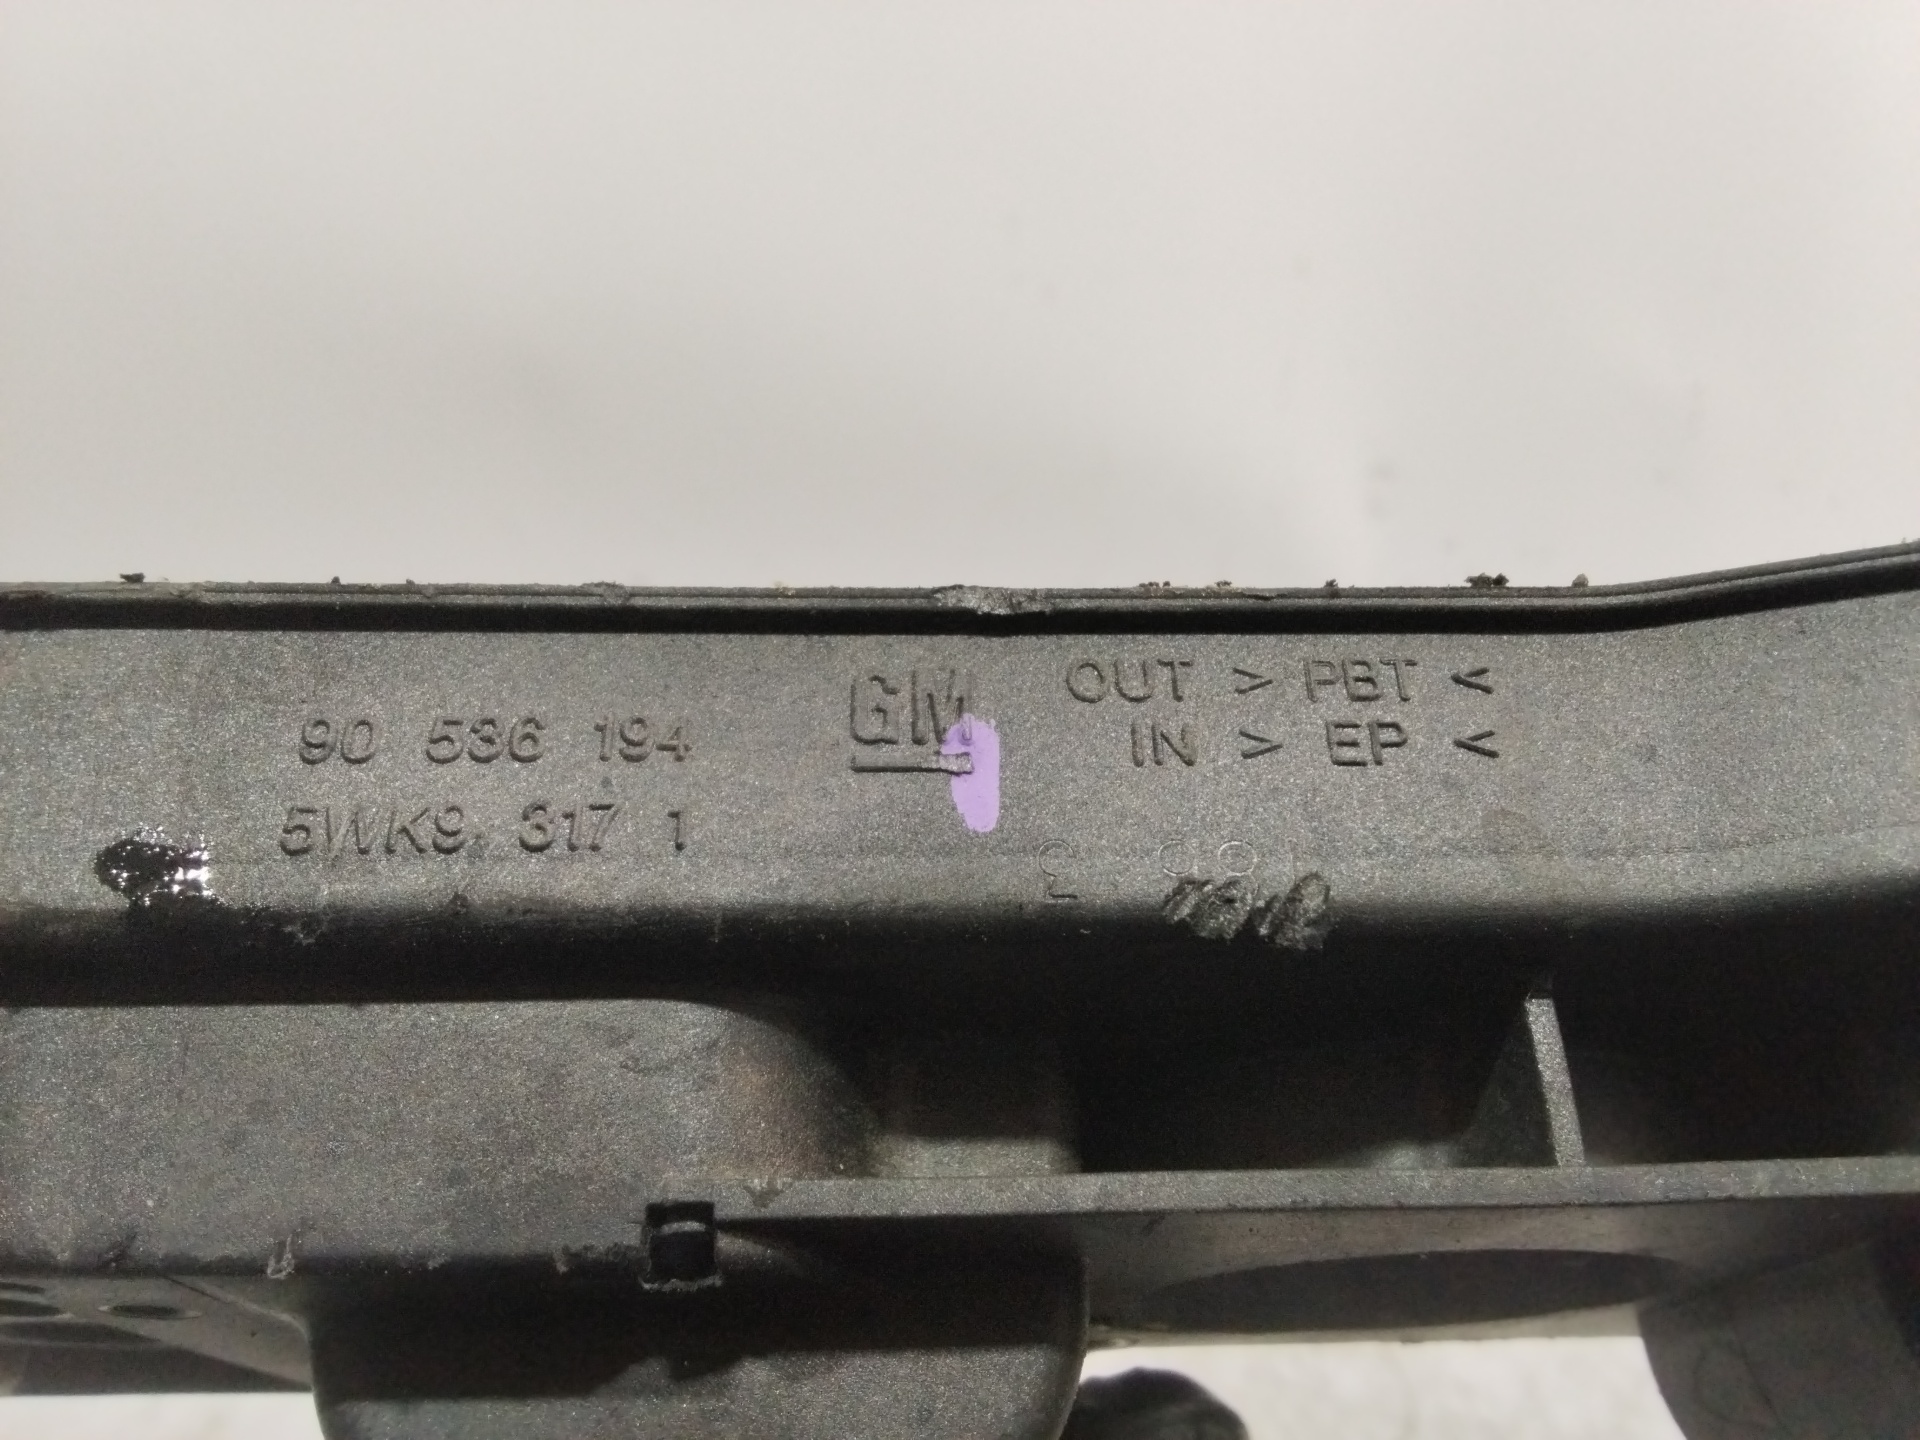 90 536 194
5WK9 317 1
GM
OUT > PBT <
IN > EP <